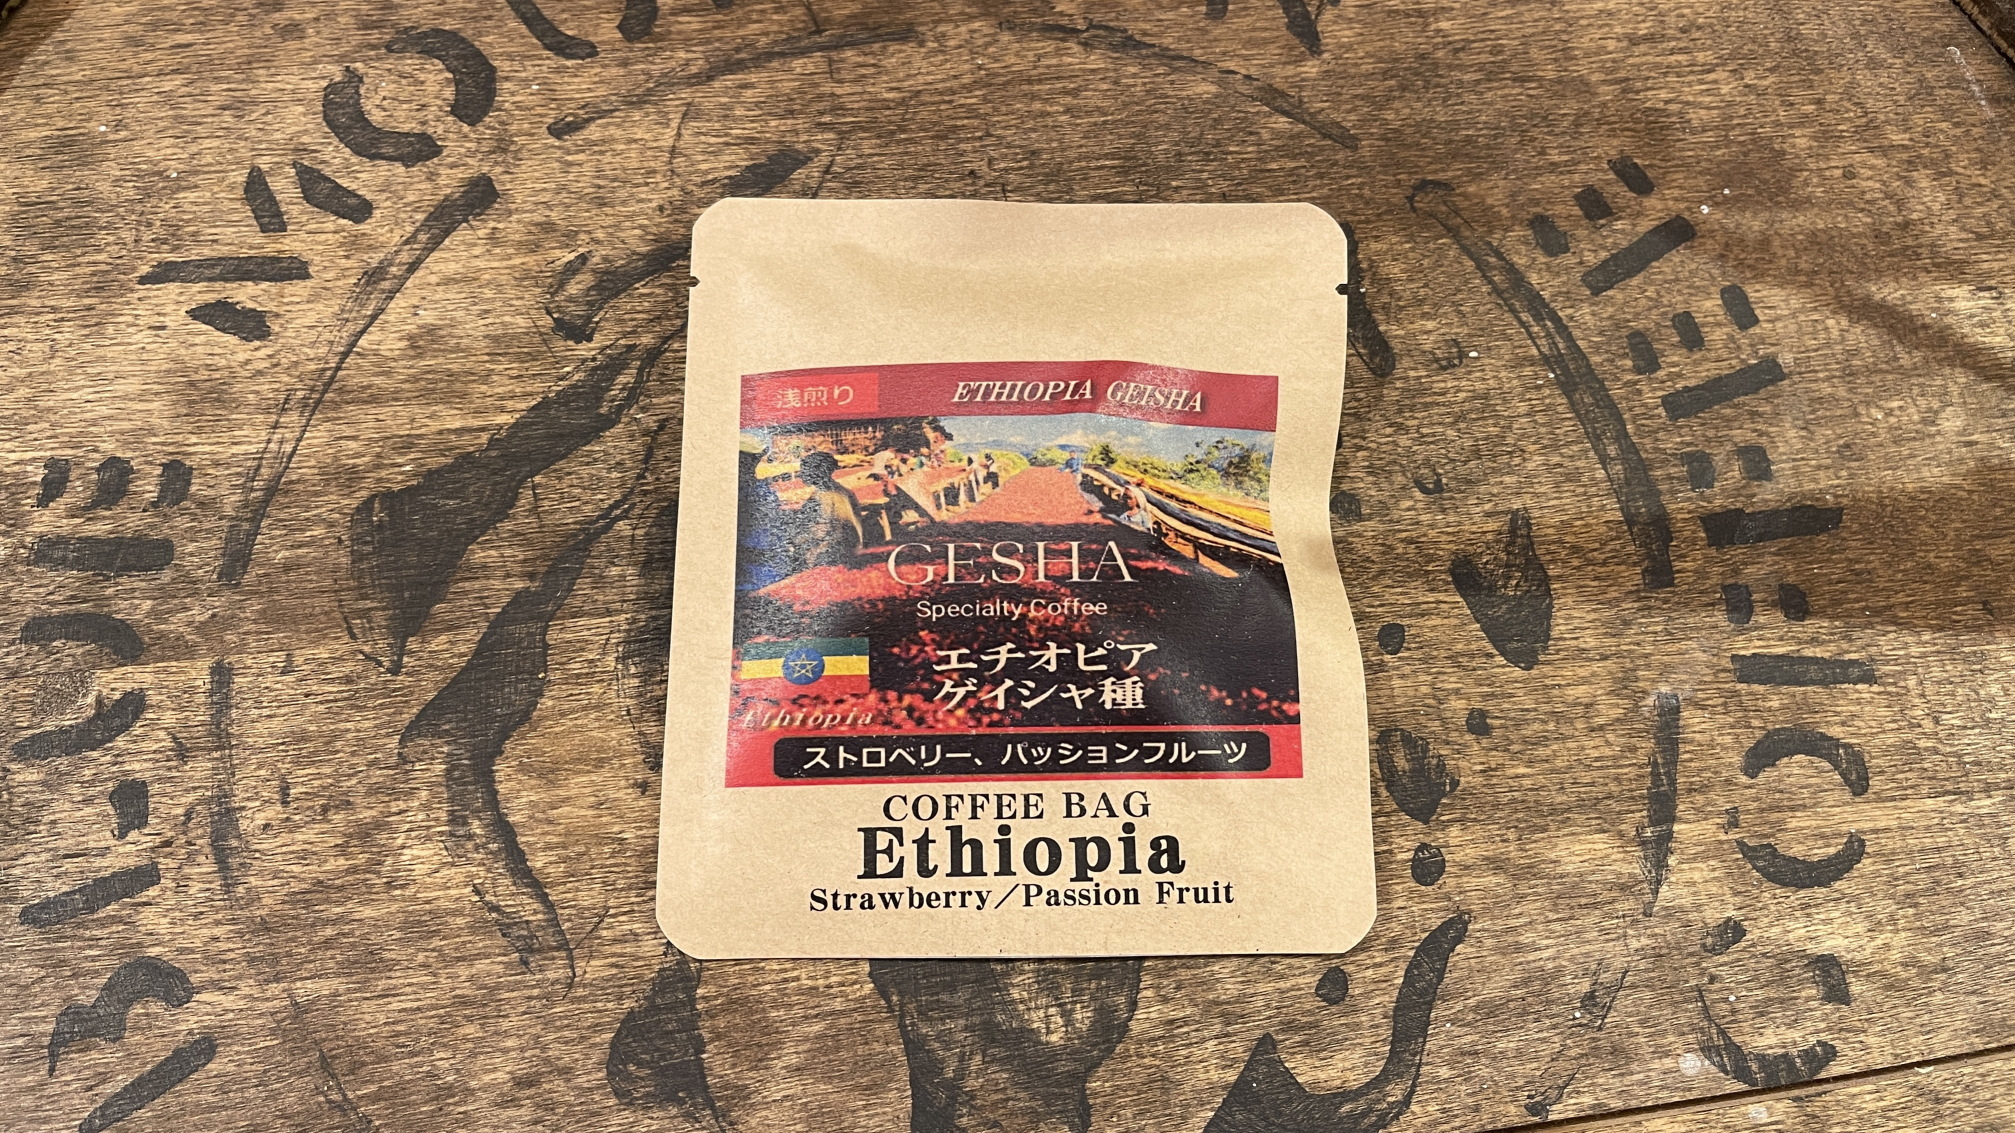 浅煎り
ETHIOPIA GEISHA
GESHA
Specialty Coffee
エチオピア
ゲイシャ種
Ethiopia
ストロベリー、パッションフルーツ
COFFEE BAG
Ethiopia
Strawberry／Passion Fruit